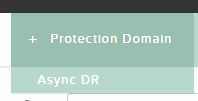 + Protection Domain
Async DR